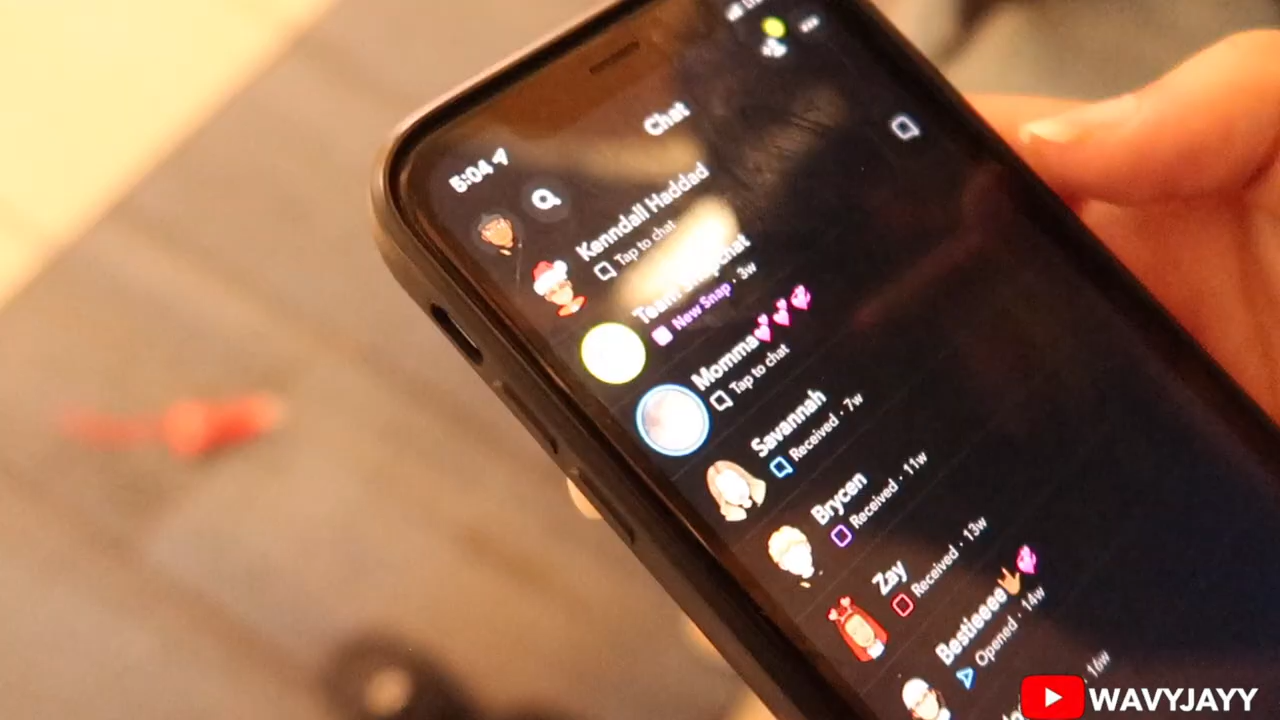 5:04
Chat
Kenndall Haddad
Tap to chat
Team Snapchat
New Snap · 3w
Momma💕💕💞
Tap to chat
Savannah
Received · 7w
Brycen
Received · 11w
Zay
Received · 13w
Bestieeee🤟🏽💞
Opened · 14w
16w
WAVYJAYY